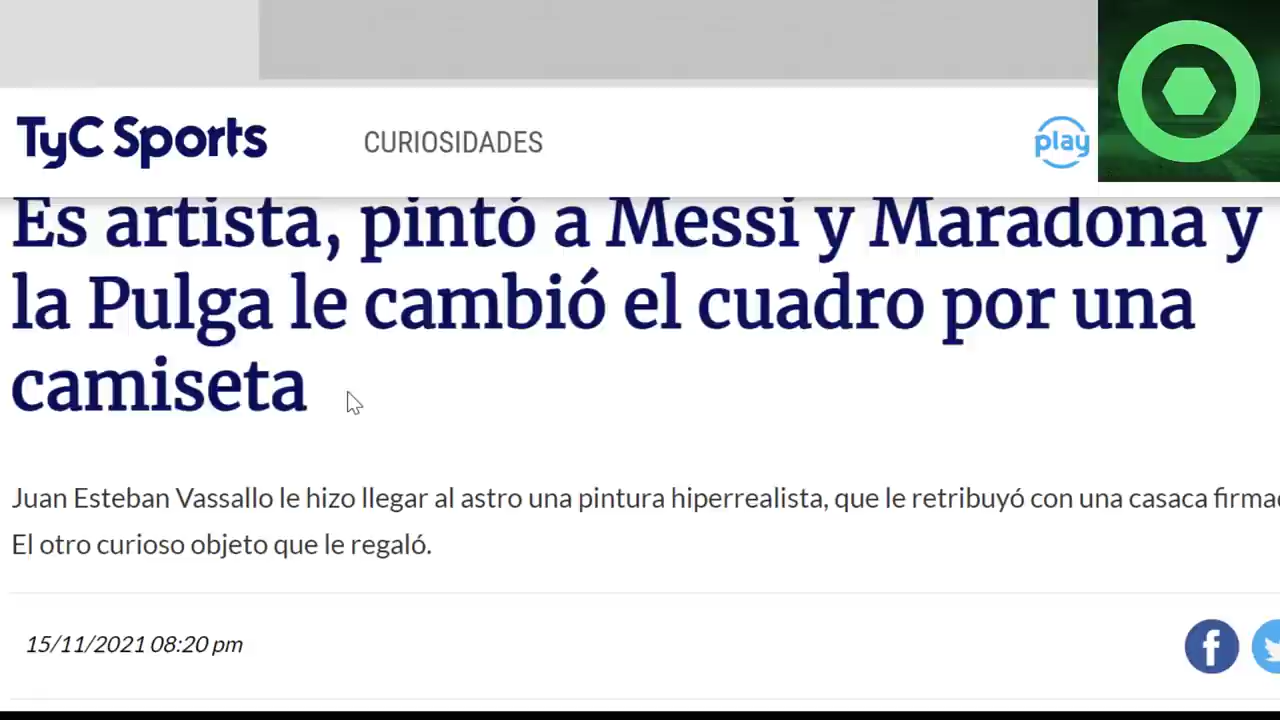 TyC Sports
CURIOSIDADES
play
Es artista, pintó a Messi y Maradona y
la Pulga le cambió el cuadro por una
camiseta
Juan Esteban Vassallo le hizo llegar al astro una pintura hiperrealista, que le retribuyó con una casaca
El otro curioso objeto que le regaló.
15/11/2021 08:20 pm